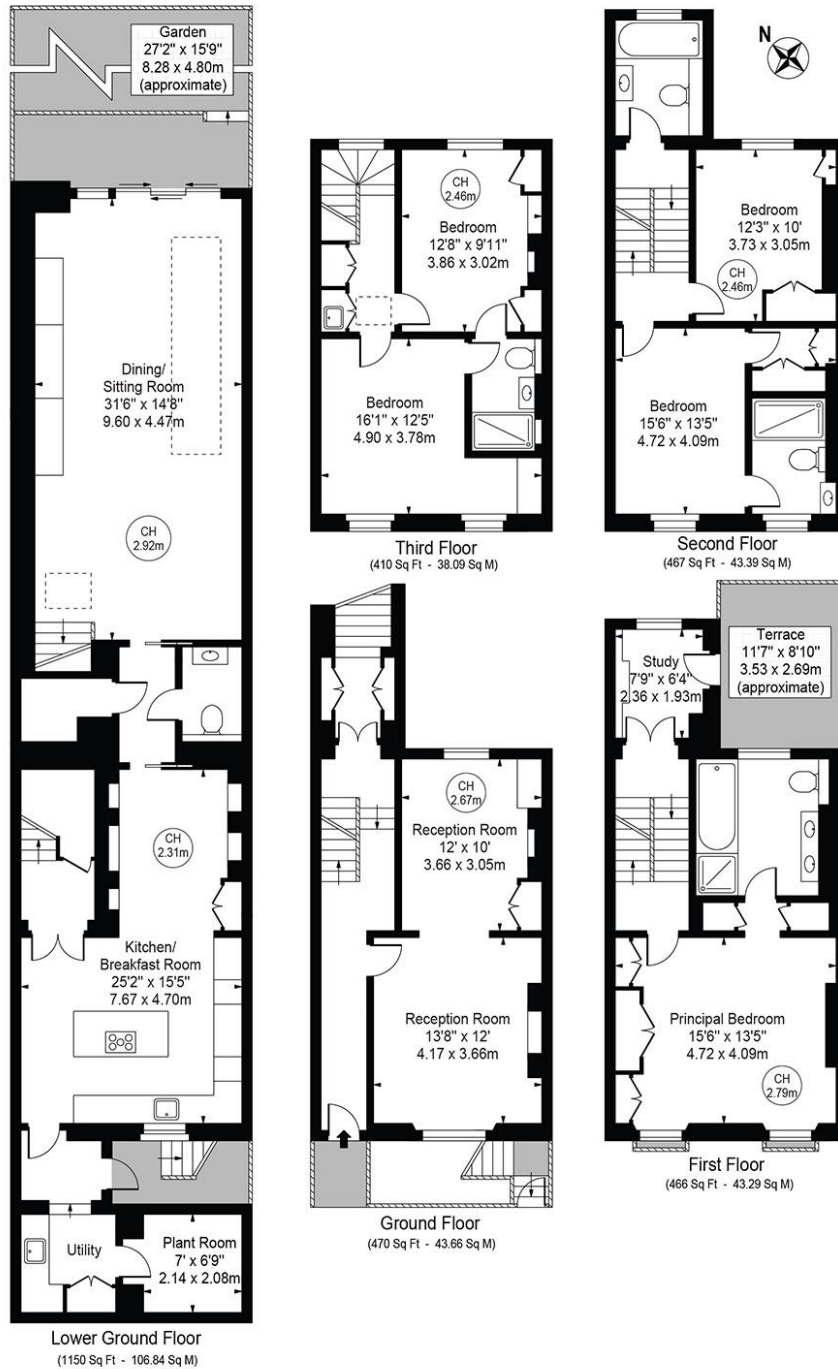 Garden
27'2" x 15'9"
8.28 x 4.80m
(approximate)
Dining/
Sitting Room
31'6" x 14'8"
9.60 x 4.47m
CH
2.92m
CH
2.31m
Kitchen/
Breakfast Room
25'2" x 15'5"
7.67 x 4.70m
Utility
Plant Room
7' x 6'9"
2.14 x 2.08m
Lower Ground Floor
(1150 Sq Ft - 106.84 Sq M)
CH
2.46m
Bedroom
12'8" x 9'11"
3.86 x 3.02m
Bedroom
16'1" x 12'5"
4.90 x 3.78m
Third Floor
(410 Sq Ft - 38.09 Sq M)
N
Bedroom
12'3" x 10'
3.73 x 3.05m
CH
2.46m
Bedroom
15'6" x 13'5"
4.72 x 4.09m
Second Floor
(467 Sq Ft - 43.39 Sq M)
CH
2.67m
Reception Room
12' x 10'
3.66 x 3.05m
Reception Room
13'8" x 12'
4.17 x 3.66m
Ground Floor
(470 Sq Ft - 43.66 Sq M)
Terrace
11'7" x 8'10"
3.53 x 2.69m
(approximate)
Study
7'9" x 6'4"
2.36 x 1.93m
Principal Bedroom
15'6" x 13'5"
4.72 x 4.09m
CH
2.79m
First Floor
(466 Sq Ft - 43.29 Sq M)